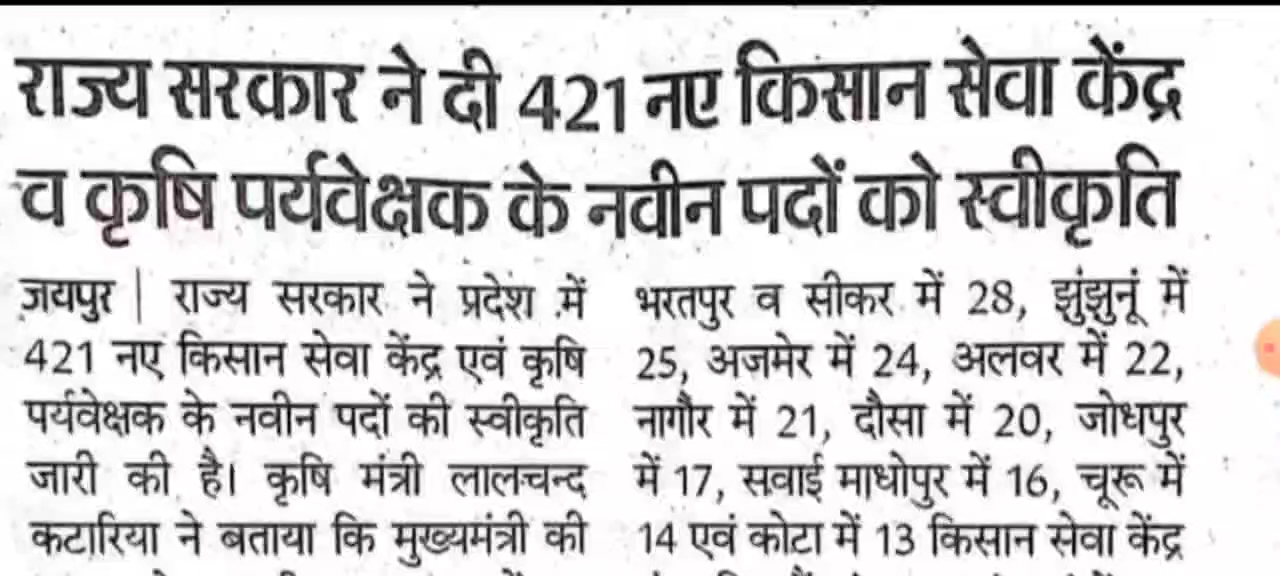 राज्य सरकार ने दी 421 नए किसान सेवा केंद्र
व कृषि पर्यवेक्षक के नवीन पदों को स्वीकृति
जयपुर | राज्य सरकार ने प्रदेश में
421 नए किसान सेवा केंद्र एवं कृषि
पर्यवेक्षक के नवीन पदों की स्वीकृति
जारी की है। कृषि मंत्री लालचन्द
कटारिया ने बताया कि मुख्यमंत्री की
भरतपुर व सीकर में 28, झुंझुनूं में
25, अजमेर में 24, अलवर में 22,
नागौर में 21, दौसा में 20, जोधपुर
में 17, सवाई माधोपुर में 16, चूरू में
14 एवं कोटा में 13 किसान सेवा केंद्र